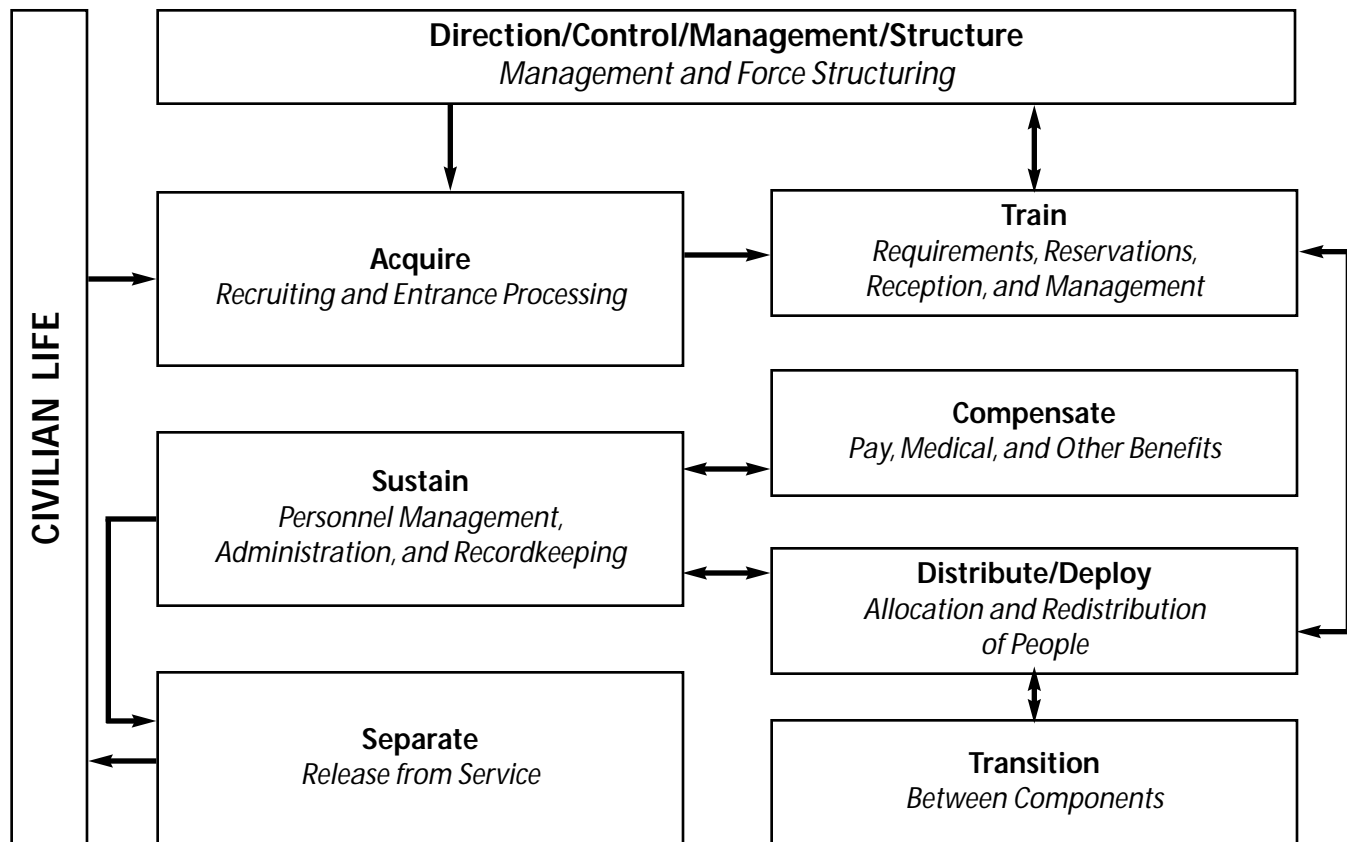 Direction/Control/Management/Structure
Management and Force Structuring
CIVILIAN LIFE
Acquire
Recruiting and Entrance Processing
Train
Requirements, Reservations,
Reception, and Management
Compensate
Pay, Medical, and Other Benefits
Sustain
Personnel Management,
Administration, and Recordkeeping
Distribute/Deploy
Allocation and Redistribution
of People
Separate
Release from Service
Transition
Between Components